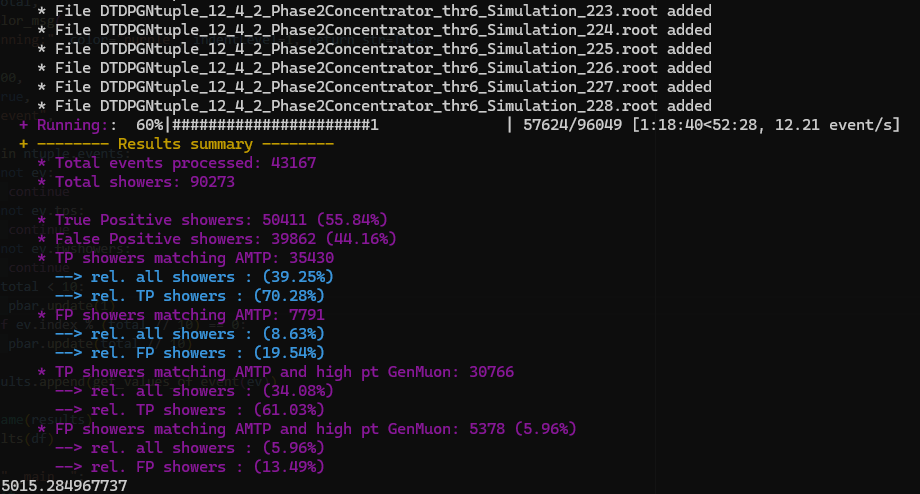 * File DTDPGNtuple_12_4_2_Phase2Concentrator_thr6_Simulation_223.root added
* File DTDPGNtuple_12_4_2_Phase2Concentrator_thr6_Simulation_224.root added
* File DTDPGNtuple_12_4_2_Phase2Concentrator_thr6_Simulation_225.root added
* File DTDPGNtuple_12_4_2_Phase2Concentrator_thr6_Simulation_226.root added
* File DTDPGNtuple_12_4_2_Phase2Concentrator_thr6_Simulation_227.root added
* File DTDPGNtuple_12_4_2_Phase2Concentrator_thr6_Simulation_228.root added
+ Running::  60%|######################1              | 57624/96049 [1:18:40<52:28, 12.21 event/s]
+ -------- Results summary --------
* Total events processed: 43167
* Total showers: 90273
* True Positive showers: 50411 (55.84%)
* False Positive showers: 39862 (44.16%)
* TP showers matching AMTP: 35430
--> rel. all showers : (39.25%)
--> rel. TP showers : (70.28%)
* FP showers matching AMTP: 7791
--> rel. all showers : (8.63%)
--> rel. FP showers : (19.54%)
* TP showers matching AMTP and high pt GenMuon: 30766
--> rel. all showers : (34.08%)
--> rel. TP showers : (61.03%)
* FP showers matching AMTP and high pt GenMuon: 5378 (5.96%)
--> rel. all showers : (5.96%)
--> rel. FP showers : (13.49%)
5015.284967737